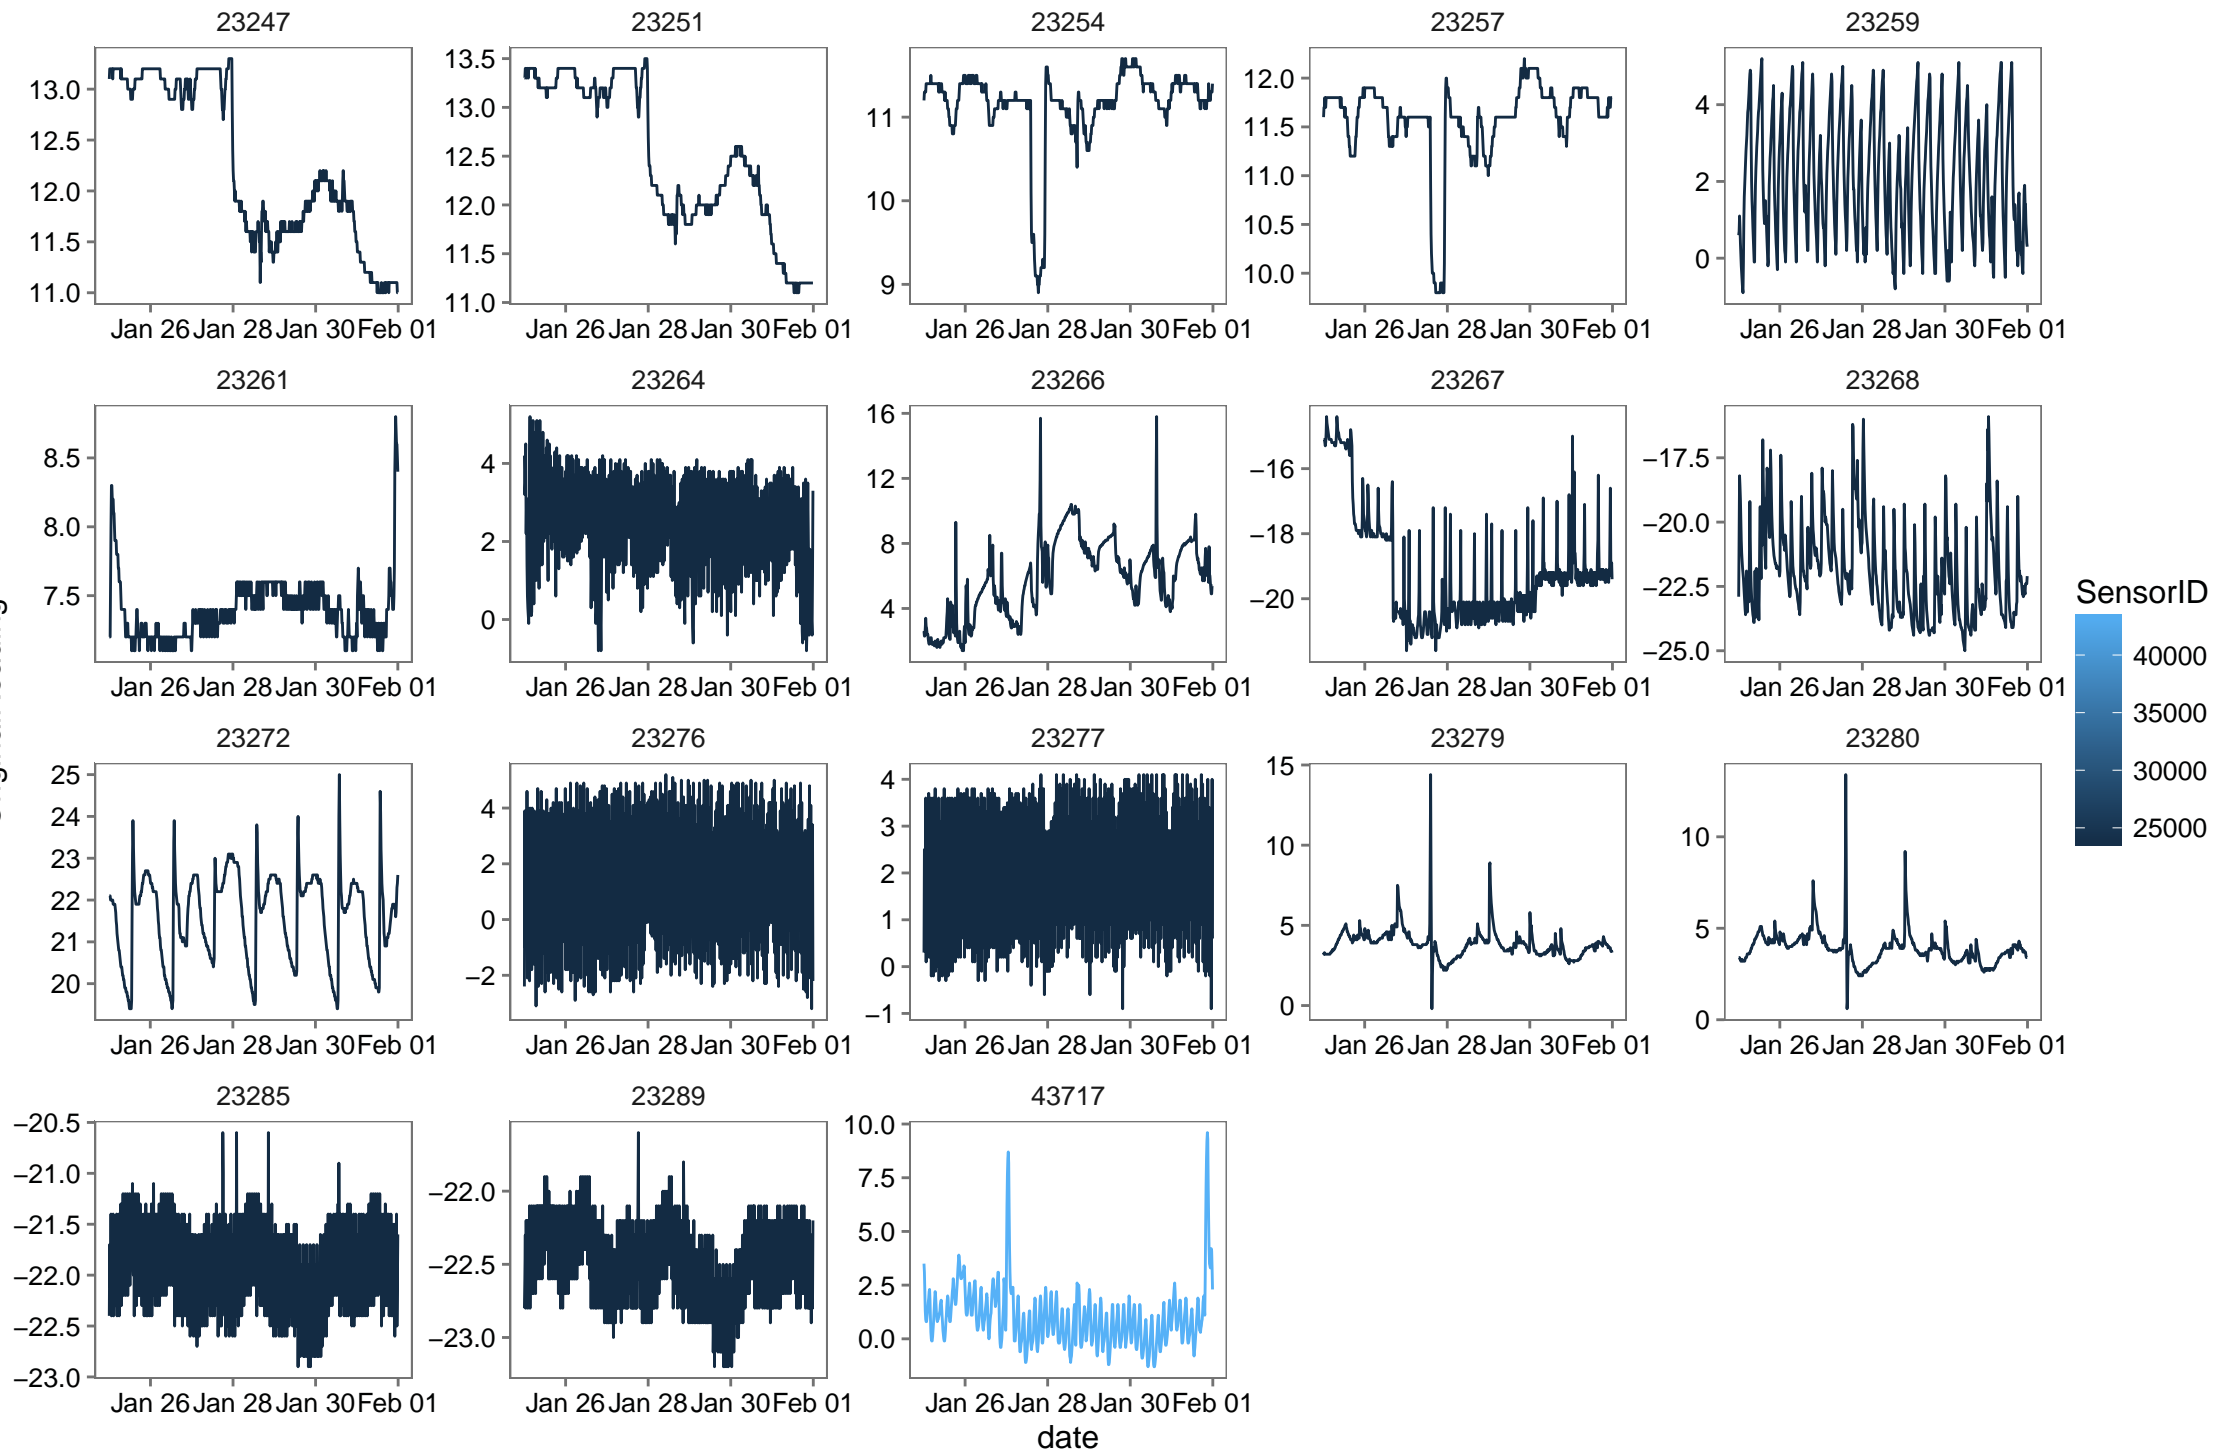 23247 23251 23254 23257 23259
13.0 12.5 12.0 11.5 11.0
13.5 13.0 12.5 12.0 11.5 11.0
11 10 9
12.0 11.5 11.0 10.5 10.0
4 2 0
Jan 26 Jan 28 Jan 30 Feb 01 Jan 26 Jan 28 Jan 30 Feb 01 Jan 26 Jan 28 Jan 30 Feb 01 Jan 26 Jan 28 Jan 30 Feb 01 Jan 26 Jan 28 Jan 30 Feb 01
23261 23264 23266 23267 23268
8.5 8.0 7.5
4 2 0
16 12 8 4
−16 −18 −20
−17.5 −20.0 −22.5 −25.0
Jan 26 Jan 28 Jan 30 Feb 01 Jan 26 Jan 28 Jan 30 Feb 01 Jan 26 Jan 28 Jan 30 Feb 01 Jan 26 Jan 28 Jan 30 Feb 01 Jan 26 Jan 28 Jan 30 Feb 01
23272 23276 23277 23279 23280
25 24 23 22 21 20
4 2 0 −2
4 3 2 1 0 −1
15 10 5 0
10 5 0
Jan 26 Jan 28 Jan 30 Feb 01 Jan 26 Jan 28 Jan 30 Feb 01 Jan 26 Jan 28 Jan 30 Feb 01 Jan 26 Jan 28 Jan 30 Feb 01 Jan 26 Jan 28 Jan 30 Feb 01
23285 23289 43717
−20.5 −21.0 −21.5 −22.0 −22.5 −23.0
−22.0 −22.5 −23.0
10.0 7.5 5.0 2.5 0.0
Jan 26 Jan 28 Jan 30 Feb 01 Jan 26 Jan 28 Jan 30 Feb 01 Jan 26 Jan 28 Jan 30 Feb 01
date
SensorID
40000
35000
30000
25000